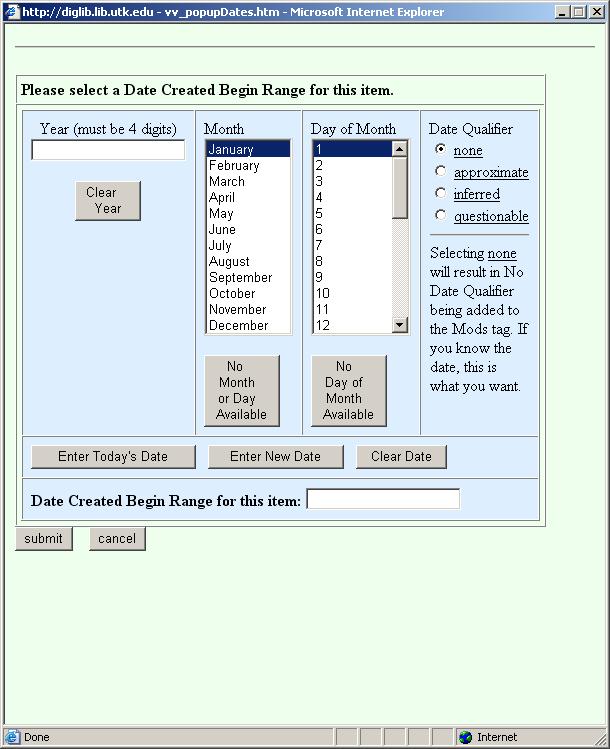 http://diglib.lib.utk.edu - vv_popupDates.htm - Microsoft Internet Explorer
Please select a Date Created Begin Range for this item.
Year (must be 4 digits)
Clear
Year
Month
January
February
March
April
May
June
July
August
September
October
November
December
No
Month
or Day
Available
Day of Month
1
2
3
4
5
6
7
8
9
10
11
12
No
Day of
Month
Available
Date Qualifier
none
approximate
inferred
questionable
Selecting none
will result in No
Date Qualifier
being added to
the Mods tag. If
you know the
date, this is
what you want.
Enter Today's Date
Enter New Date
Clear Date
Date Created Begin Range for this item:
submit
cancel
Done
Internet